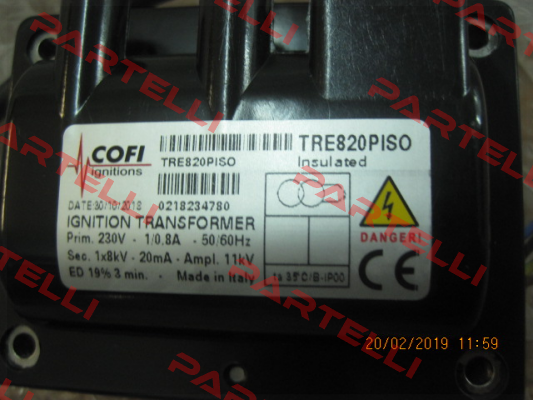 COFI
ignitions
TRE820PISO
TRE820PISO
Insulated
DATE:30/10/2018 0218234780
IGNITION TRANSFORMER
Prim. 230V - 1/0.8A - 50/60Hz
Sec. 1x8kV - 20mA - Ampl. 11kV
ED 19% 3 min. - Made in Italy
DANGER!
CE
PARTELLI
PARTELLI
PARTELLI
PARTELLI
PARTELLI
20/02/2019 11:59